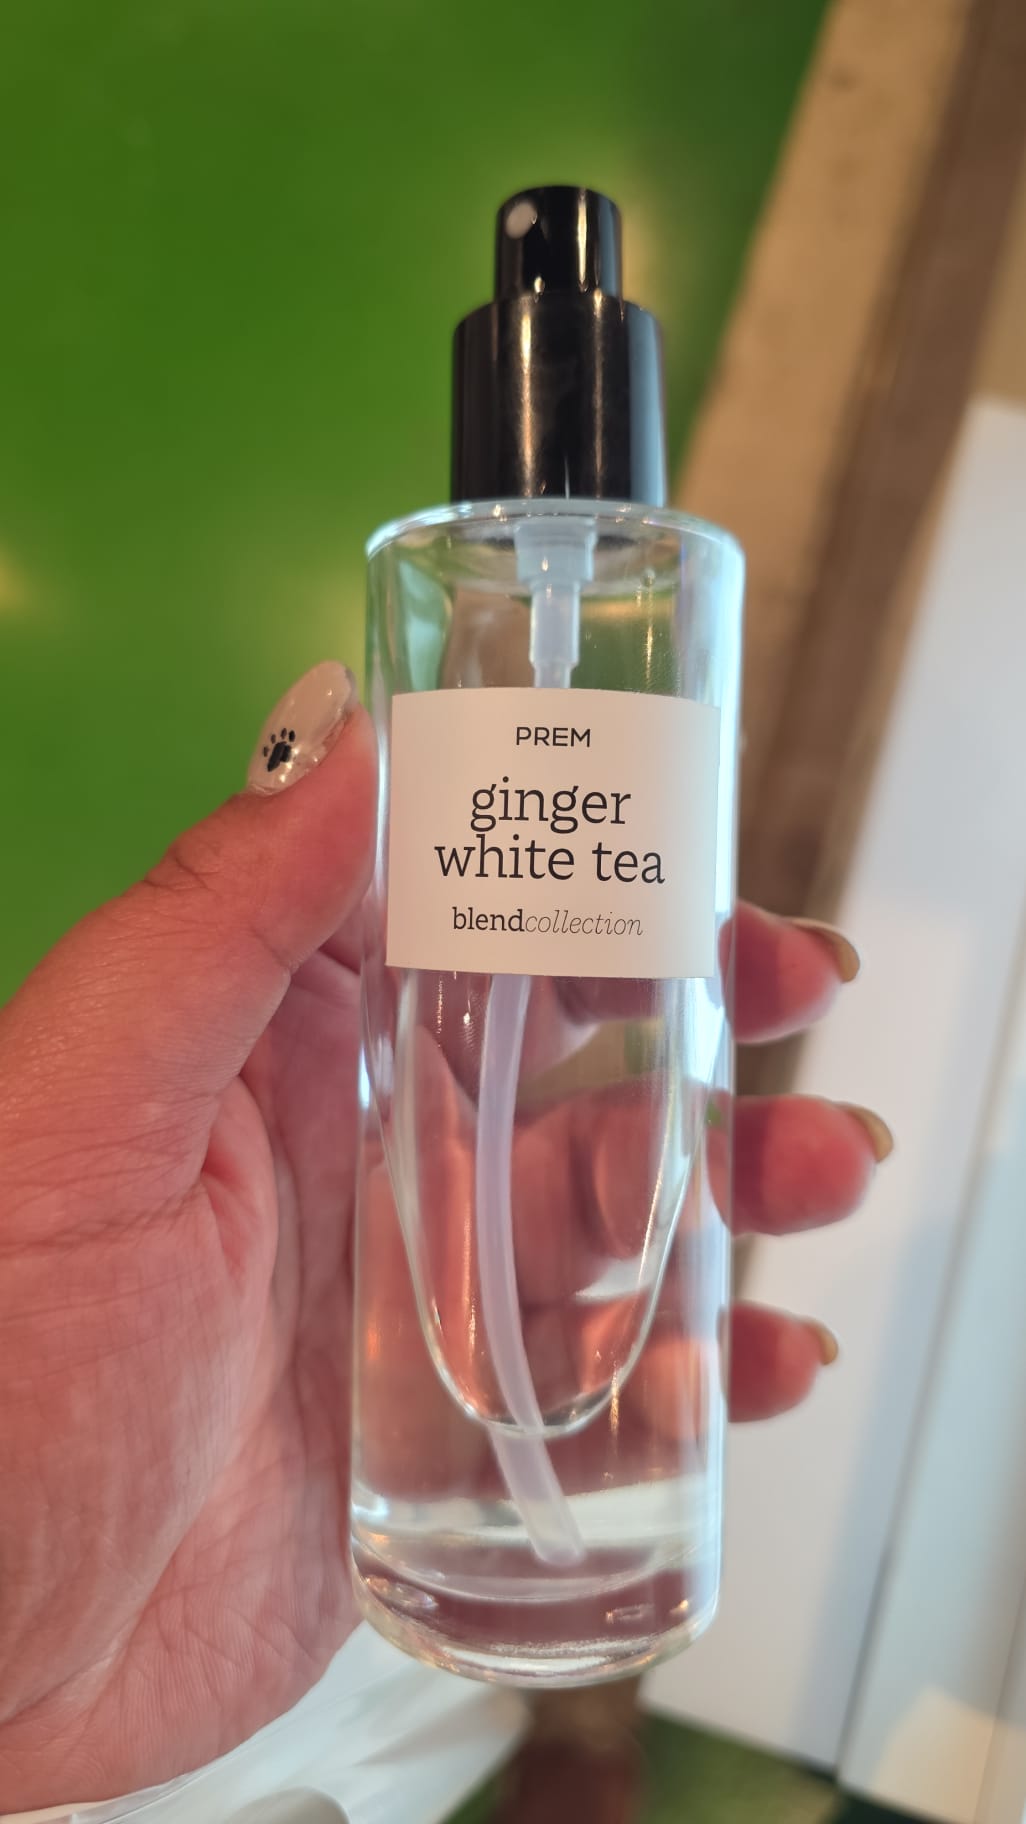 PREM
ginger
white tea
blendcollection